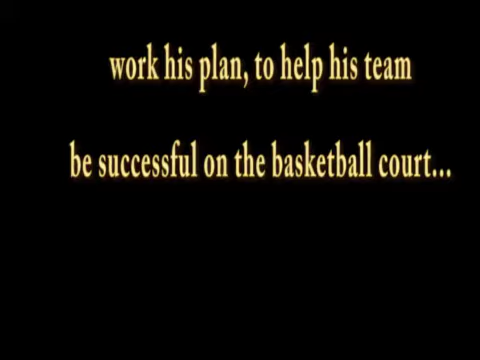 work his plan, to help his team
be successful on the basketball court...